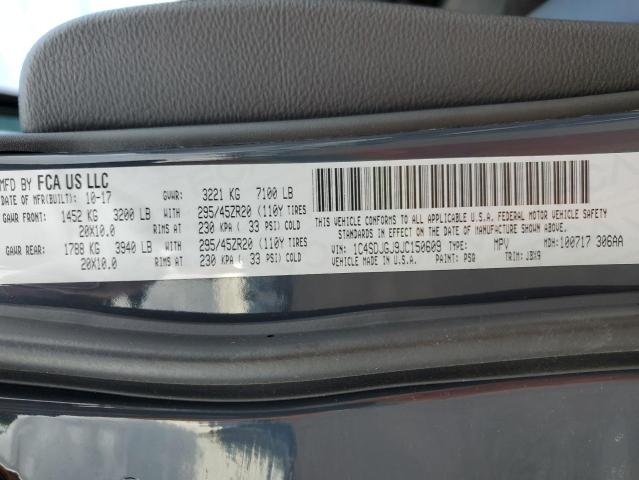 MFD BY FCA US LLC
DATE OF MFR(BUILT): 10-17 GVWR: 3221 KG 7100 LB
GAWR FRONT: 1452 KG 3200 LB WITH 295/45ZR20 (110Y TIRES
20X10.0 RIMS AT 230 KPA ( 33 PSI) COLD
GAWR REAR: 1788 KG 3940 LB WITH 295/45ZR20 (110Y TIRES
20X10.0 RIMS AT 230 KPA ( 33 PSI) COLD
THIS VEHICLE CONFORMS TO ALL APPLICABLE U.S.A. FEDERAL MOTOR VEHICLE SAFETY
STANDARDS IN EFFECT ON THE DATE OF MANUFACTURE SHOWN ABOVE.
VIN: 1C4SDJGJ9JC150609 TYPE: MPV MDH:100717 306AA
VEHICLE MADE IN U.S.A. PAINT: PSQ TRIM: JBX9